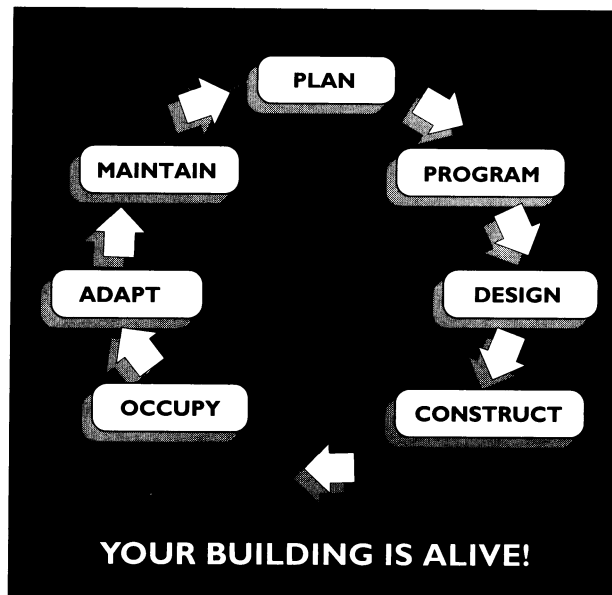 PLAN
PROGRAM
DESIGN
CONSTRUCT
OCCUPY
ADAPT
MAINTAIN
YOUR BUILDING IS ALIVE!